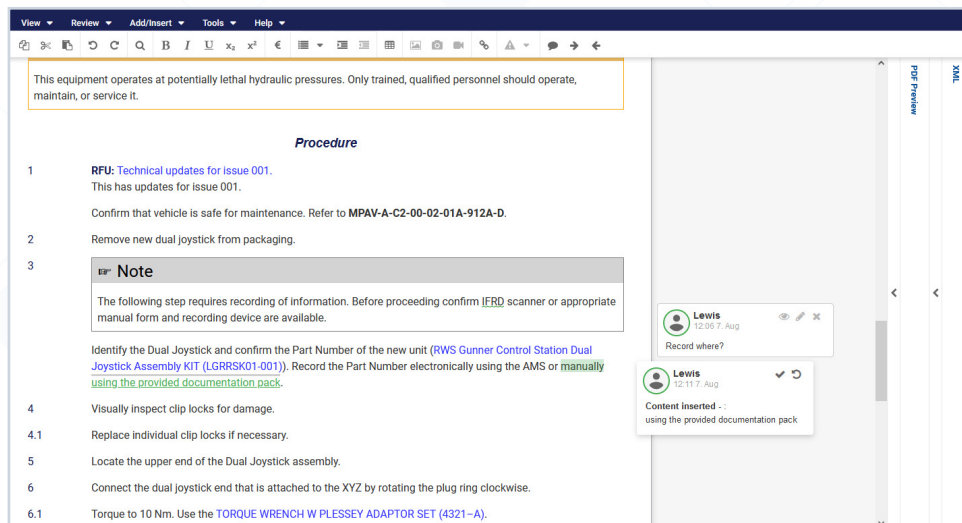 View Review Add/Insert Tools Help
B I U x₂ x² € A
This equipment operates at potentially lethal hydraulic pressures. Only trained, qualified personnel should operate,
maintain, or service it.
Procedure
1 RFU: Technical updates for issue 001.
This has updates for issue 001.
Confirm that vehicle is safe for maintenance. Refer to MPAV-A-C2-00-02-01A-912A-D.
2 Remove new dual joystick from packaging.
3 Note
The following step requires recording of information. Before proceeding confirm IFRD scanner or appropriate
manual form and recording device are available.
Identify the Dual Joystick and confirm the Part Number of the new unit (RWS Gunner Control Station Dual
Joystick Assembly KIT (LGRRSK01-001)). Record the Part Number electronically using the AMS or manually
using the provided documentation pack.
4 Visually inspect clip locks for damage.
4.1 Replace individual clip locks if necessary.
5 Locate the upper end of the Dual Joystick assembly.
6 Connect the dual joystick end that is attached to the XYZ by rotating the plug ring clockwise.
6.1 Torque to 10 Nm. Use the TORQUE WRENCH W PLESSEY ADAPTOR SET (4321–A).
Lewis
12:06 7. Aug
Record where?
Lewis
12:11 7. Aug
Content inserted - :
using the provided documentation pack
PDF Preview
XML